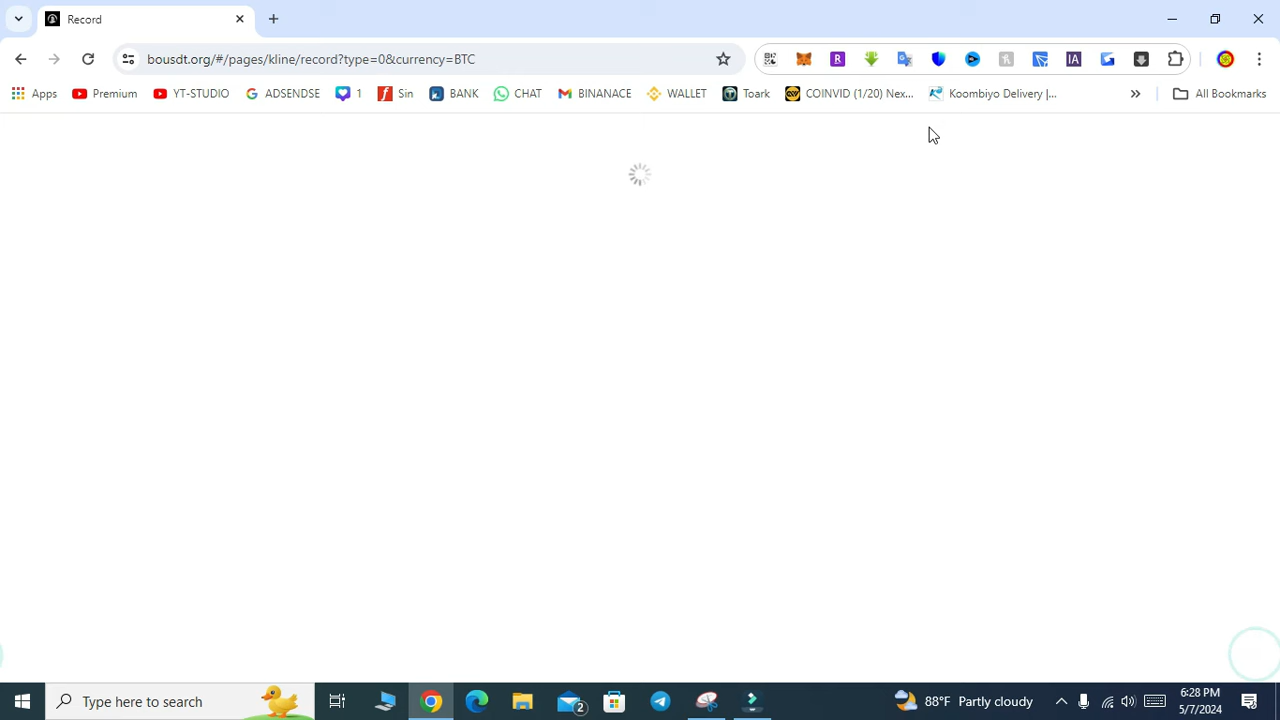 Record
bousdt.org/#/pages/kline/record?type=0&currency=BTC
Apps Premium YT-STUDIO ADSENDSE 1 Sin BANK CHAT BINANACE WALLET Toark COINVID (1/20) Nex... Koombiyo Delivery |... » All Bookmarks
Type here to search 2 88°F Partly cloudy 6:28 PM
5/7/2024